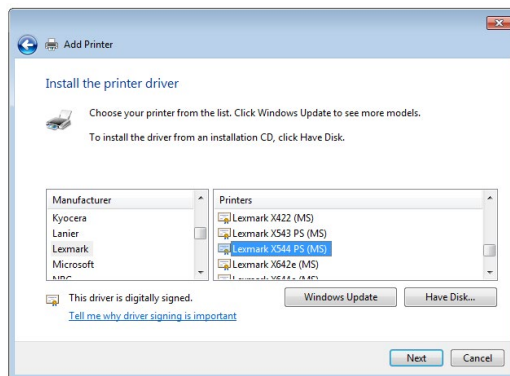 Add Printer
Install the printer driver
Choose your printer from the list. Click Windows Update to see more models.
To install the driver from an installation CD, click Have Disk.
Manufacturer
Kyocera
Lanier
Lexmark
Microsoft
Printers
Lexmark X422 (MS)
Lexmark X543 PS (MS)
Lexmark X544 PS (MS)
Lexmark X642e (MS)
This driver is digitally signed.
Tell me why driver signing is important
Windows Update
Have Disk...
Next
Cancel